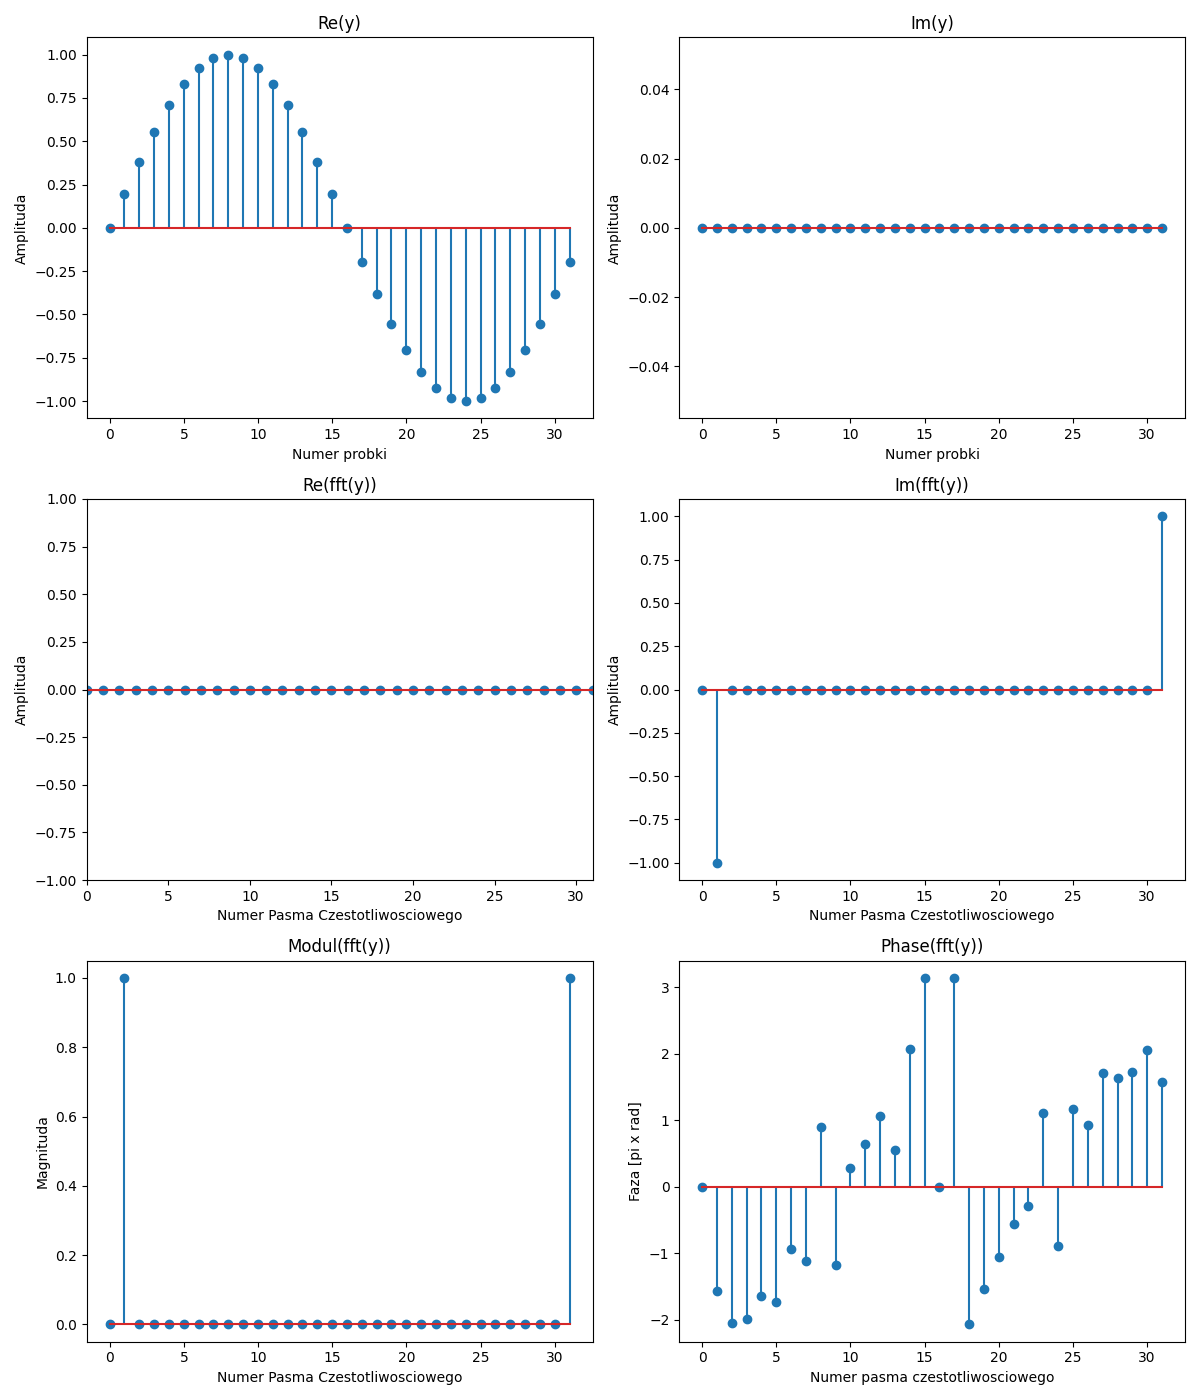 Re(y)
1.00
0.75
0.50
0.25
0.00
−0.25
−0.50
−0.75
−1.00
Amplituda
0 5 10 15 20 25 30
Numer probki
Im(y)
0.04
0.02
0.00
−0.02
−0.04
Amplituda
0 5 10 15 20 25 30
Numer probki
Re(fft(y))
1.00
0.75
0.50
0.25
0.00
−0.25
−0.50
−0.75
−1.00
Amplituda
0 5 10 15 20 25 30
Numer Pasma Czestotliwosciowego
Im(fft(y))
1.00
0.75
0.50
0.25
0.00
−0.25
−0.50
−0.75
−1.00
Amplituda
0 5 10 15 20 25 30
Numer Pasma Czestotliwosciowego
Modul(fft(y))
1.0
0.8
0.6
0.4
0.2
0.0
Magnituda
0 5 10 15 20 25 30
Numer Pasma Czestotliwosciowego
Phase(fft(y))
3
2
1
0
−1
−2
Faza [pi x rad]
0 5 10 15 20 25 30
Numer pasma czestotliwosciowego